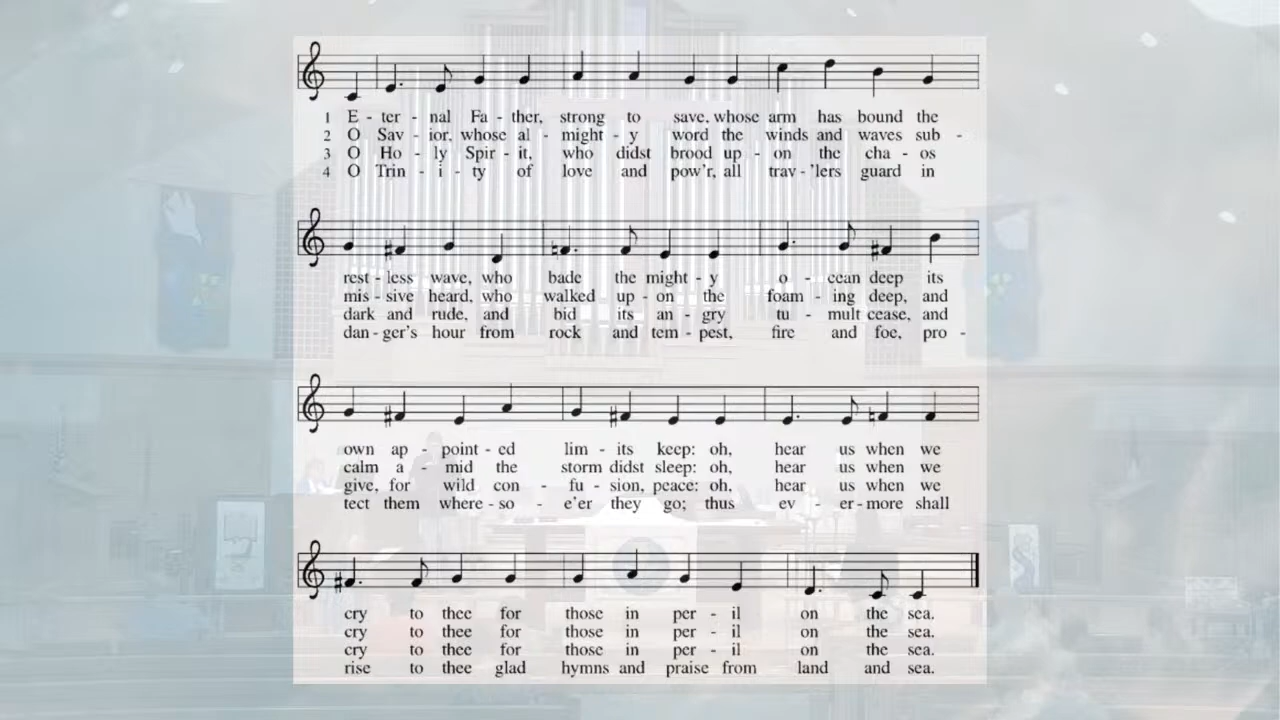 1 E - ter - nal Fa - ther, strong to save, whose arm has bound the
2 O Sav - ior, whose al - might - y word the winds and waves sub -
3 O Ho - ly Spir - it, who didst brood up - on the cha - os
4 O Trin - i - ty of love and pow'r, all trav - 'lers guard in
rest - less wave, who bade the might - y o - cean deep its
mis - sive heard, who walked up - on the foam - ing deep, and
dark and rude, and bid its an - gry tu - mult cease, and
dan - ger's hour from rock and tem - pest, fire and foe, pro -
own ap - point - ed lim - its keep: oh, hear us when we
calm a - mid the storm didst sleep: oh, hear us when we
give, for wild con - fu - sion, peace: oh, hear us when we
tect them where - so - e'er they go; thus ev - er - more shall
cry to thee for those in per - il on the sea.
cry to thee for those in per - il on the sea.
cry to thee for those in per - il on the sea.
rise to thee glad hymns and praise from land and sea.